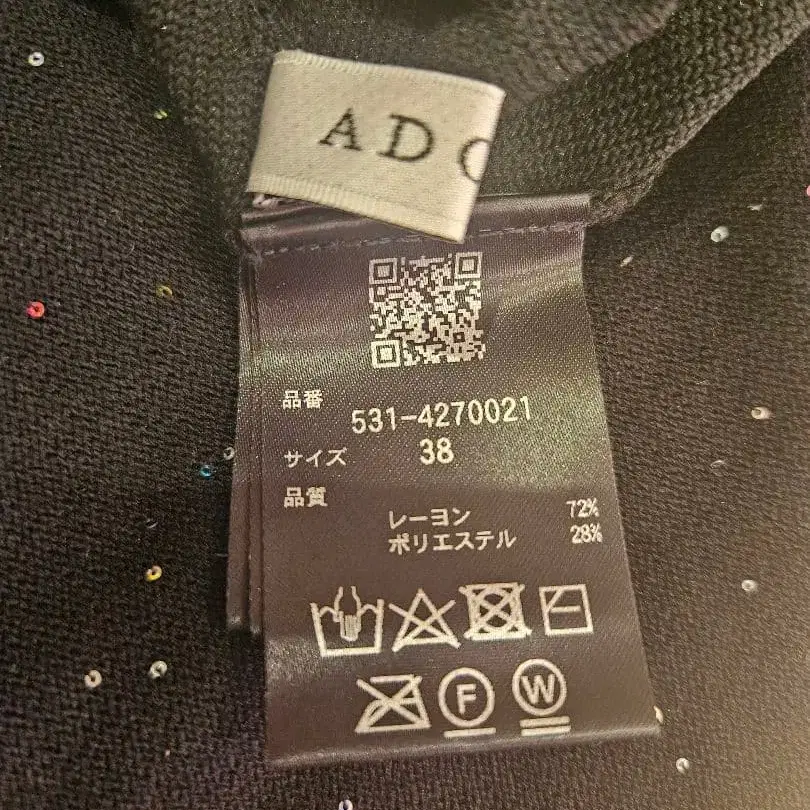 AD
品番 531-4270021
サイズ 38
品質
レーヨン 72%
ポリエステル 28%
F W